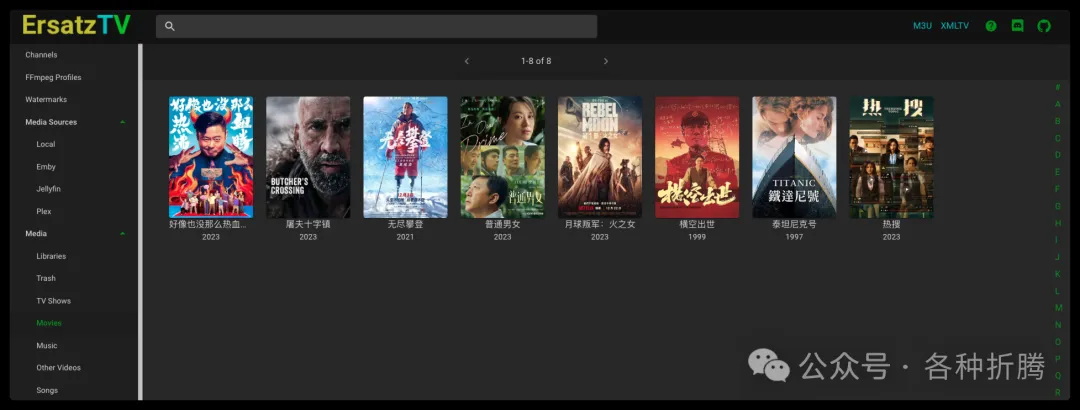 ErsatzTV
M3U XMLTV
Channels
FFmpeg Profiles
Watermarks
Media Sources
Local
Emby
Jellyfin
Plex
Media
Libraries
Trash
TV Shows
Movies
Music
Other Videos
Songs
1-8 of 8
好像也没那么热血沸腾
BUTCHER'S CROSSING
无尽攀登
In Prime
普通男女
REBEL MOON
横空出世
TITANIC
鐵達尼號
热搜
好像也没那么热血...
2023
屠夫十字镇
2023
无尽攀登
2021
普通男女
2023
月球叛军：火之女
2023
横空出世
1999
泰坦尼克号
1997
热搜
2023
#
A
B
C
D
E
F
G
H
I
J
K
L
M
N
O
P
Q
R
公众号 · 各种折腾